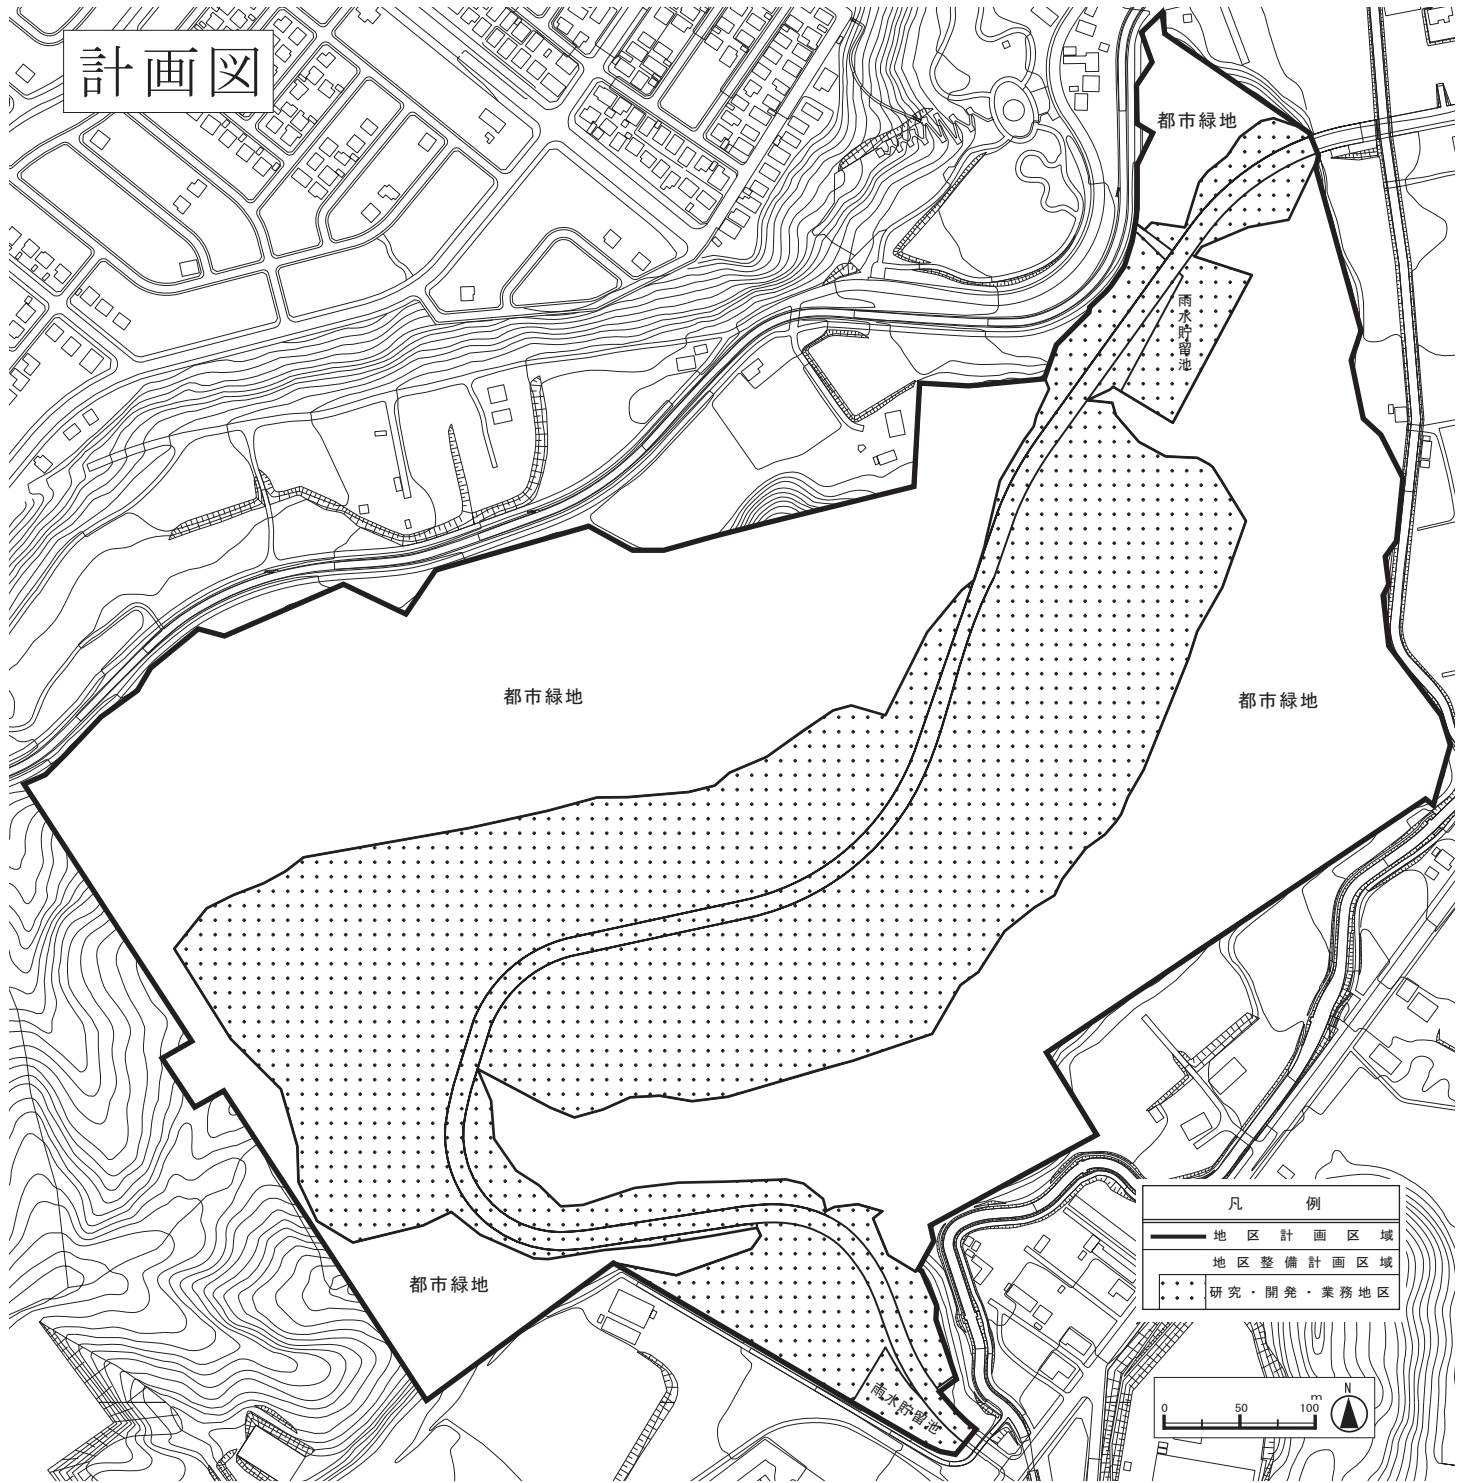 計画図
都市緑地
雨水貯留池
都市緑地
都市緑地
都市緑地
雨水貯留池
凡例
地区計画区域
地区整備計画区域
研究・開発・業務地区
0 50 100
m
N